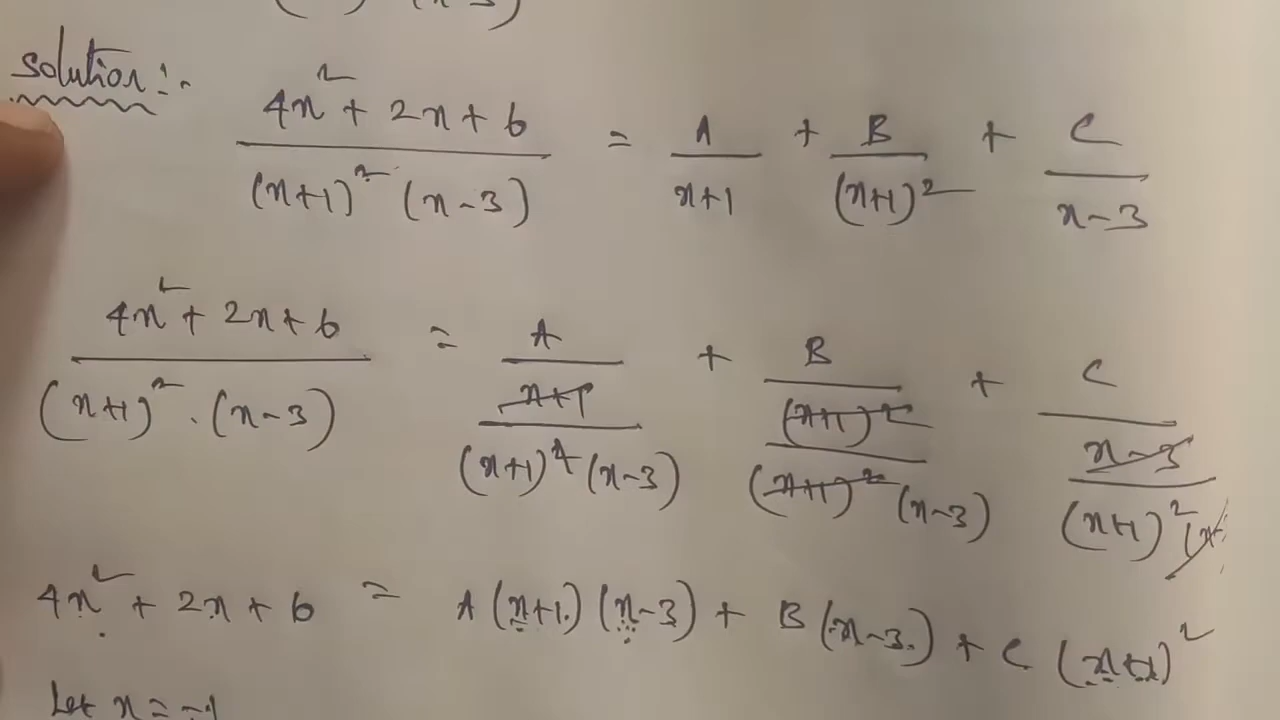 (x-3)
Solution:-
4x² + 2x + 6 / (x+1)² (x-3) = A / x+1 + B / (x+1)² + C / x-3
4x² + 2x + 6 / (x+1)² . (x-3) = A / x+1 / (x+1)² (x-3) + B / (x+1)² / (x+1)² (x-3) + C / x-3 / (x+1)²
4x² + 2x + 6 = A (x+1) (x-3) + B (x-3) + C (x+1)²
Let x = -1